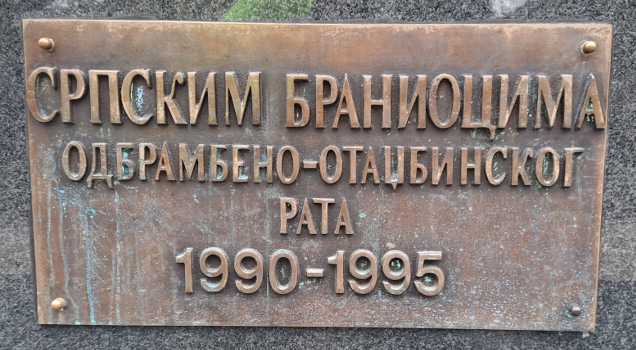 СРПСКИМ БРАНИОЦИМА
ОДБРАМБЕНО-ОТАЏБИНСКОГ
РАТА
1990-1995